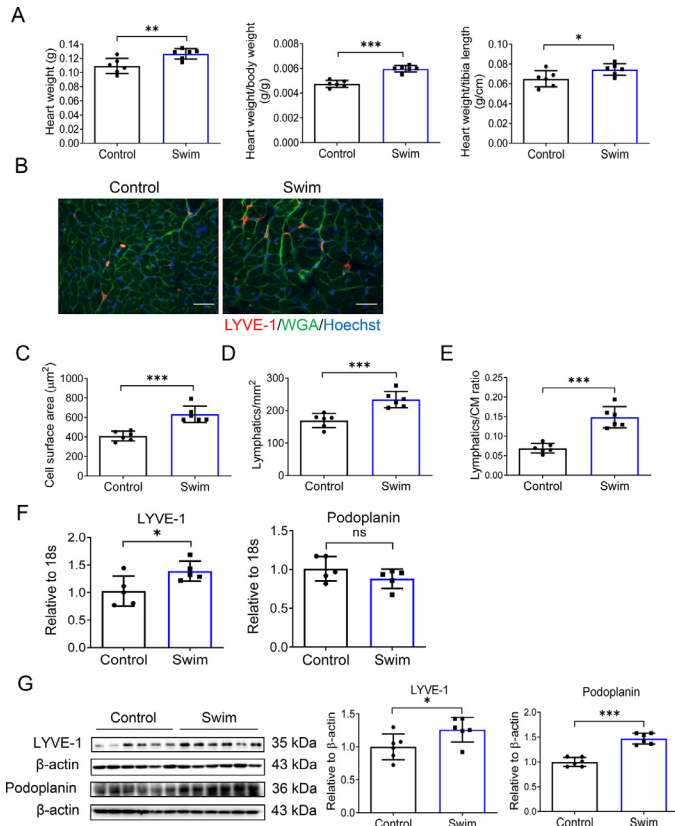 A
Heart weight (g)
0.14
0.12
0.10
0.08
0.06
0.04
0.02
0.00
**
Control
Swim
Heart weight/body weight
(g/g)
0.008
0.006
0.004
0.002
0.000
***
Control
Swim
Heart weight/tibia length
(g/cm)
0.10
0.08
0.06
0.04
0.02
0.00
*
Control
Swim
B
Control
Swim
LYVE-1/WGA/Hoechst
C
Cell surface area (μm²)
1000
800
600
400
200
0
***
Control
Swim
D
Lymphatics/mm²
300
200
100
0
***
Control
Swim
E
Lymphatics/CM ratio
0.20
0.15
0.10
0.05
0.00
***
Control
Swim
F
LYVE-1
Relative to 18s
2.0
1.5
1.0
0.5
0.0
*
Control
Swim
Podoplanin
Relative to 18s
1.5
1.0
0.5
0.0
ns
Control
Swim
G
Control
Swim
LYVE-1
35 kDa
β-actin
43 kDa
Podoplanin
36 kDa
β-actin
43 kDa
LYVE-1
Relative to β-actin
2.0
1.5
1.0
0.5
0.0
*
Control
Swim
Podoplanin
Relative to β-actin
2.0
1.5
1.0
0.5
0.0
***
Control
Swim